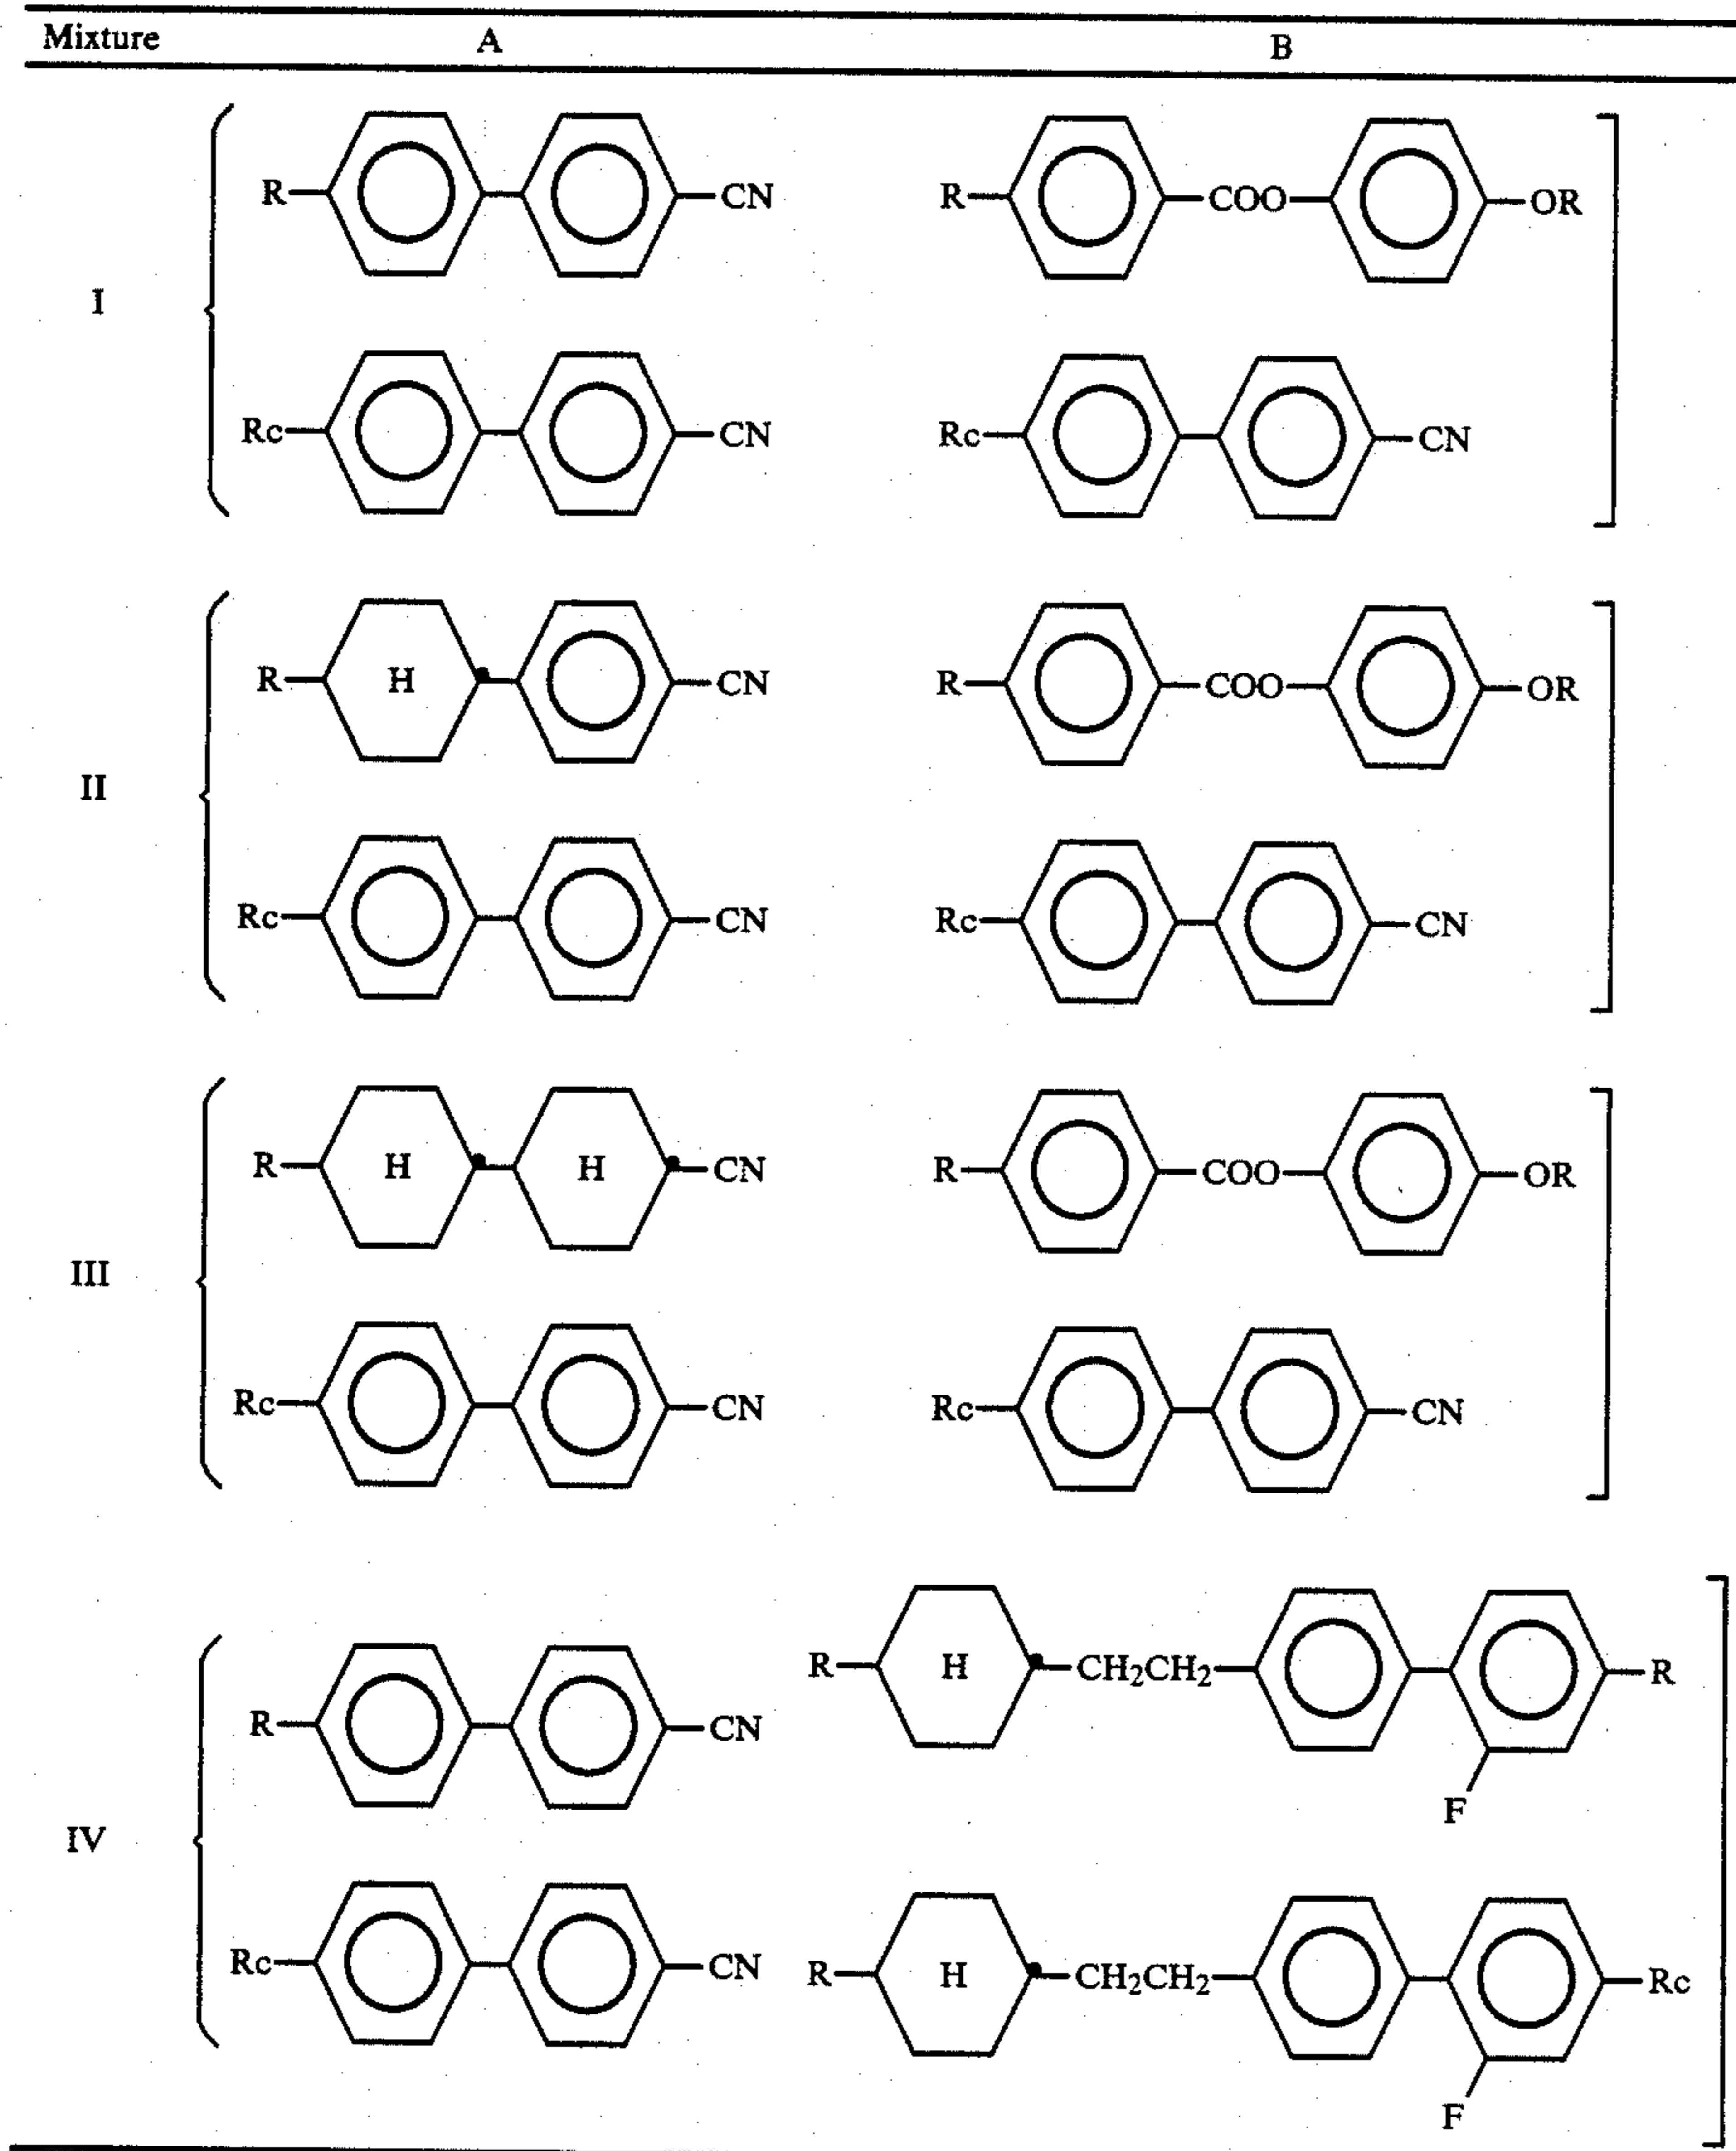 Mixture A B
R CN R COO OR
I
Rc CN Rc CN
R H CN R COO OR
II
Rc CN Rc CN
R H H CN R COO OR
III
Rc CN Rc CN
R H CH₂CH₂ R
R CN
F
IV
Rc CN R H CH₂CH₂ Rc
F